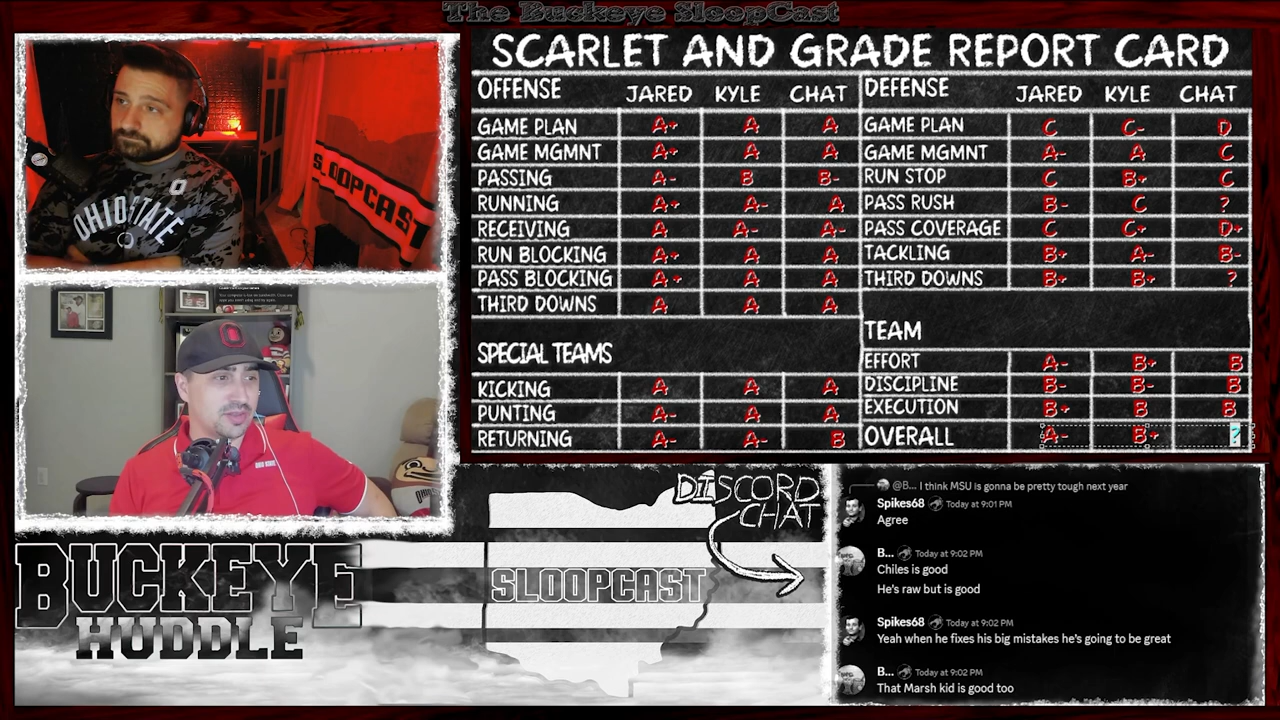 The Buckeye SloopCast
SCARLET AND GRADE REPORT CARD
OFFENSE JARED KYLE CHAT
GAME PLAN A+ A A
GAME MGMNT A+ A A
PASSING A- B B-
RUNNING A+ A- A
RECEIVING A A- A-
RUN BLOCKING A+ A A
PASS BLOCKING A+ A A
THIRD DOWNS A A A
SPECIAL TEAMS
KICKING A A A
PUNTING A- A A
RETURNING A- A- B
DEFENSE JARED KYLE CHAT
GAME PLAN C C- D
GAME MGMNT A- A C
RUN STOP C B+ C
PASS RUSH B- C ?
PASS COVERAGE C C+ D+
TACKLING B+ A- B-
THIRD DOWNS B+ B+ ?
TEAM
EFFORT A- B+ B
DISCIPLINE B- B- B
EXECUTION B+ B B
OVERALL A- B+ ?
OHIO STATE
SLOOPCAST
DISCORD
CHAT
BUCKEYE
HUDDLE
SLOOPCAST
@B... I think MSU is gonna be pretty tough next year
Spikes68 Today at 9:01 PM
Agree
B... Today at 9:02 PM
Chiles is good
He's raw but is good
Spikes68 Today at 9:02 PM
Yeah when he fixes his big mistakes he's going to be great
B... Today at 9:02 PM
That Marsh kid is good too